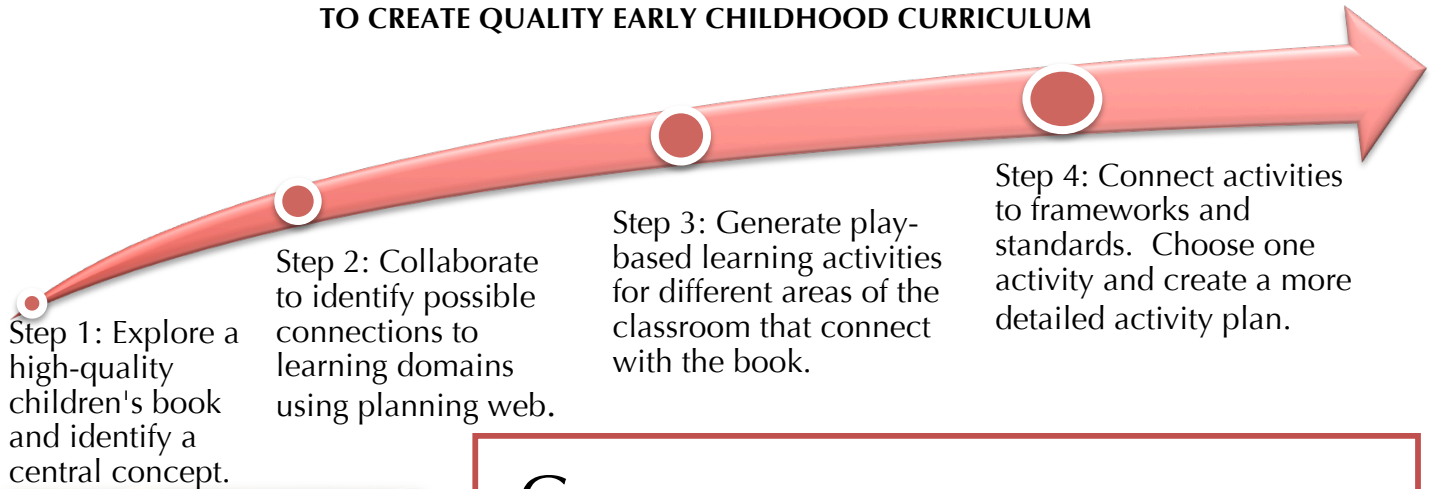 TO CREATE QUALITY EARLY CHILDHOOD CURRICULUM
Step 1: Explore a
high-quality
children's book
and identify a
central concept.
Step 2: Collaborate
to identify possible
connections to
learning domains
using planning web.
Step 3: Generate play-
based learning activities
for different areas of the
classroom that connect
with the book.
Step 4: Connect activities
to frameworks and
standards.  Choose one
activity and create a more
detailed activity plan.